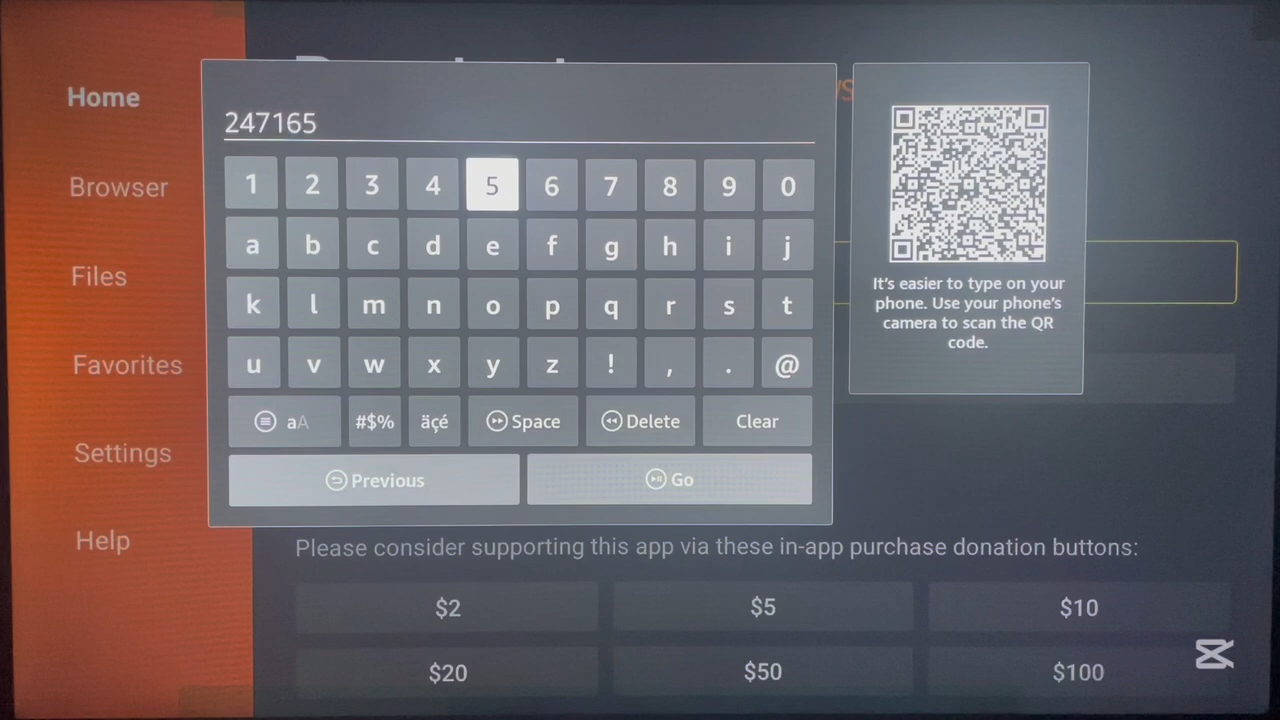 Home
Browser
Files
Favorites
Settings
Help
247165
1 2 3 4 5 6 7 8 9 0
a b c d e f g h i j
k l m n o p q r s t
u v w x y z ! , . @
aA #$% äçé Space Delete Clear
Previous Go
It's easier to type on your
phone. Use your phone's
camera to scan the QR
code.
Please consider supporting this app via these in-app purchase donation buttons:
$2 $5 $10
$20 $50 $100